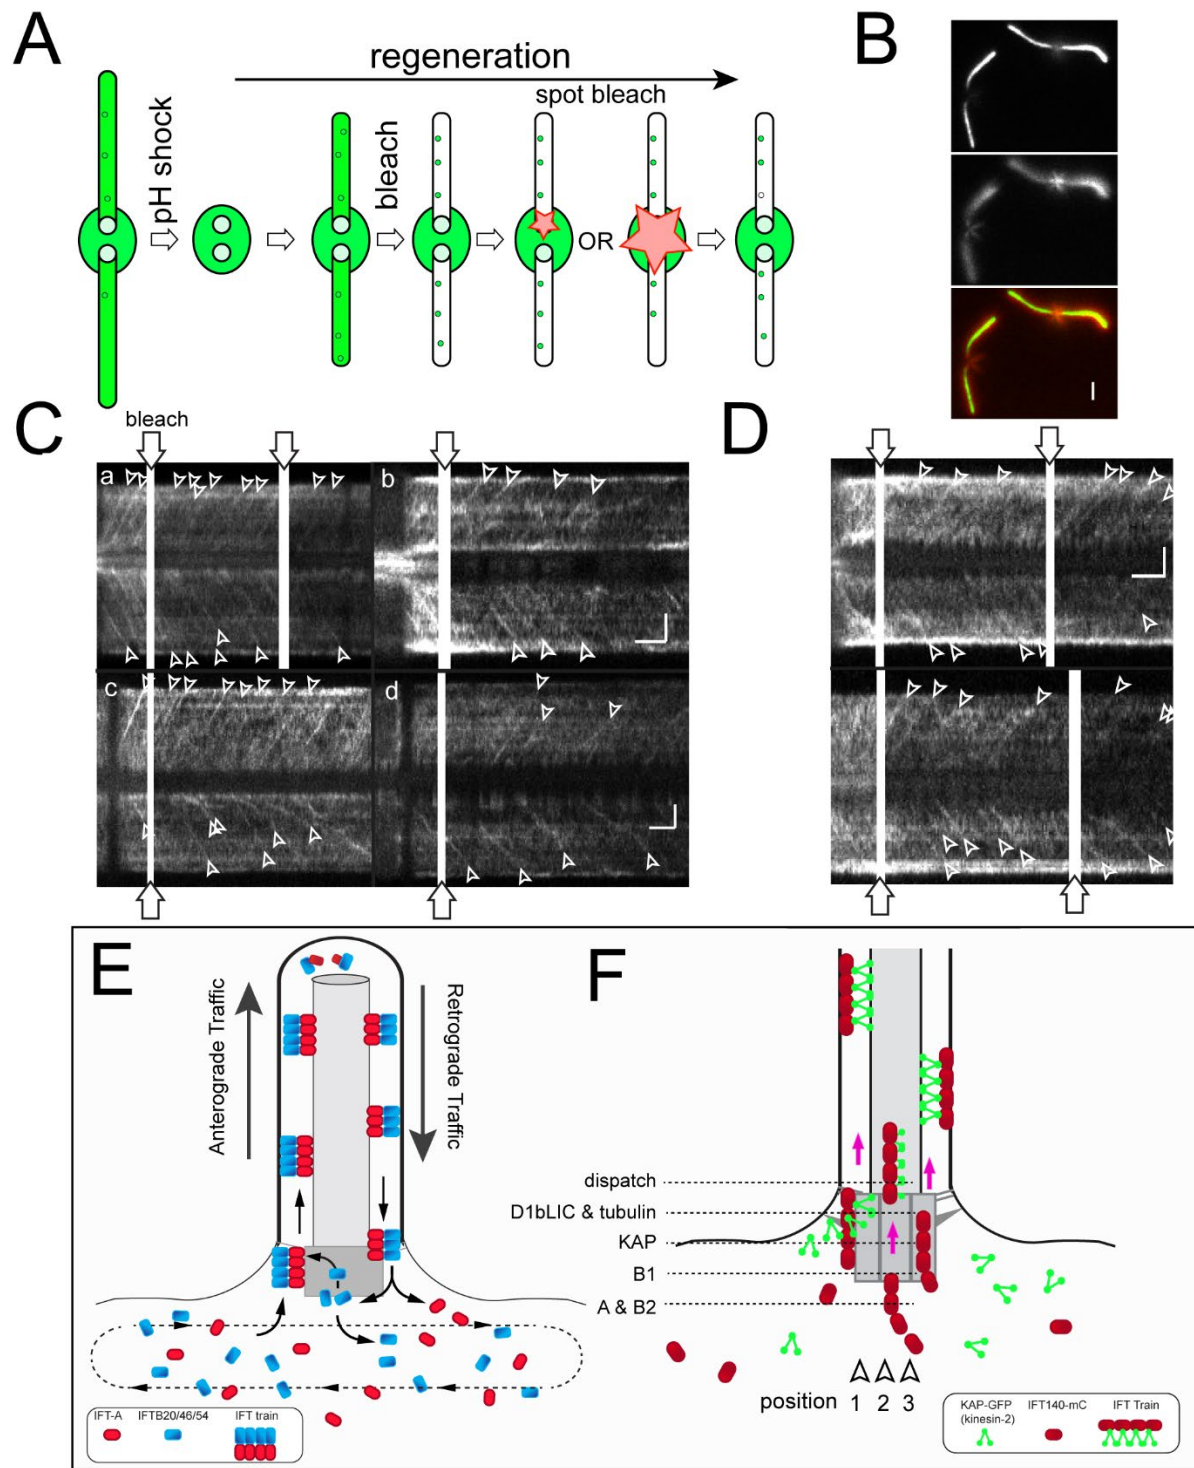 A
B
regeneration
spot bleach
pH shock
bleach
OR
C
D
bleach
a
b
c
d
E
F
Anterograde Traffic
Retrograde Traffic
dispatch
D1bLIC & tubulin
KAP
B1
A & B2
position 1 2 3
IFT-A IFTB20/46/54 IFT train
KAP-GFP IFT140-mC IFT Train
(kinesin-2)